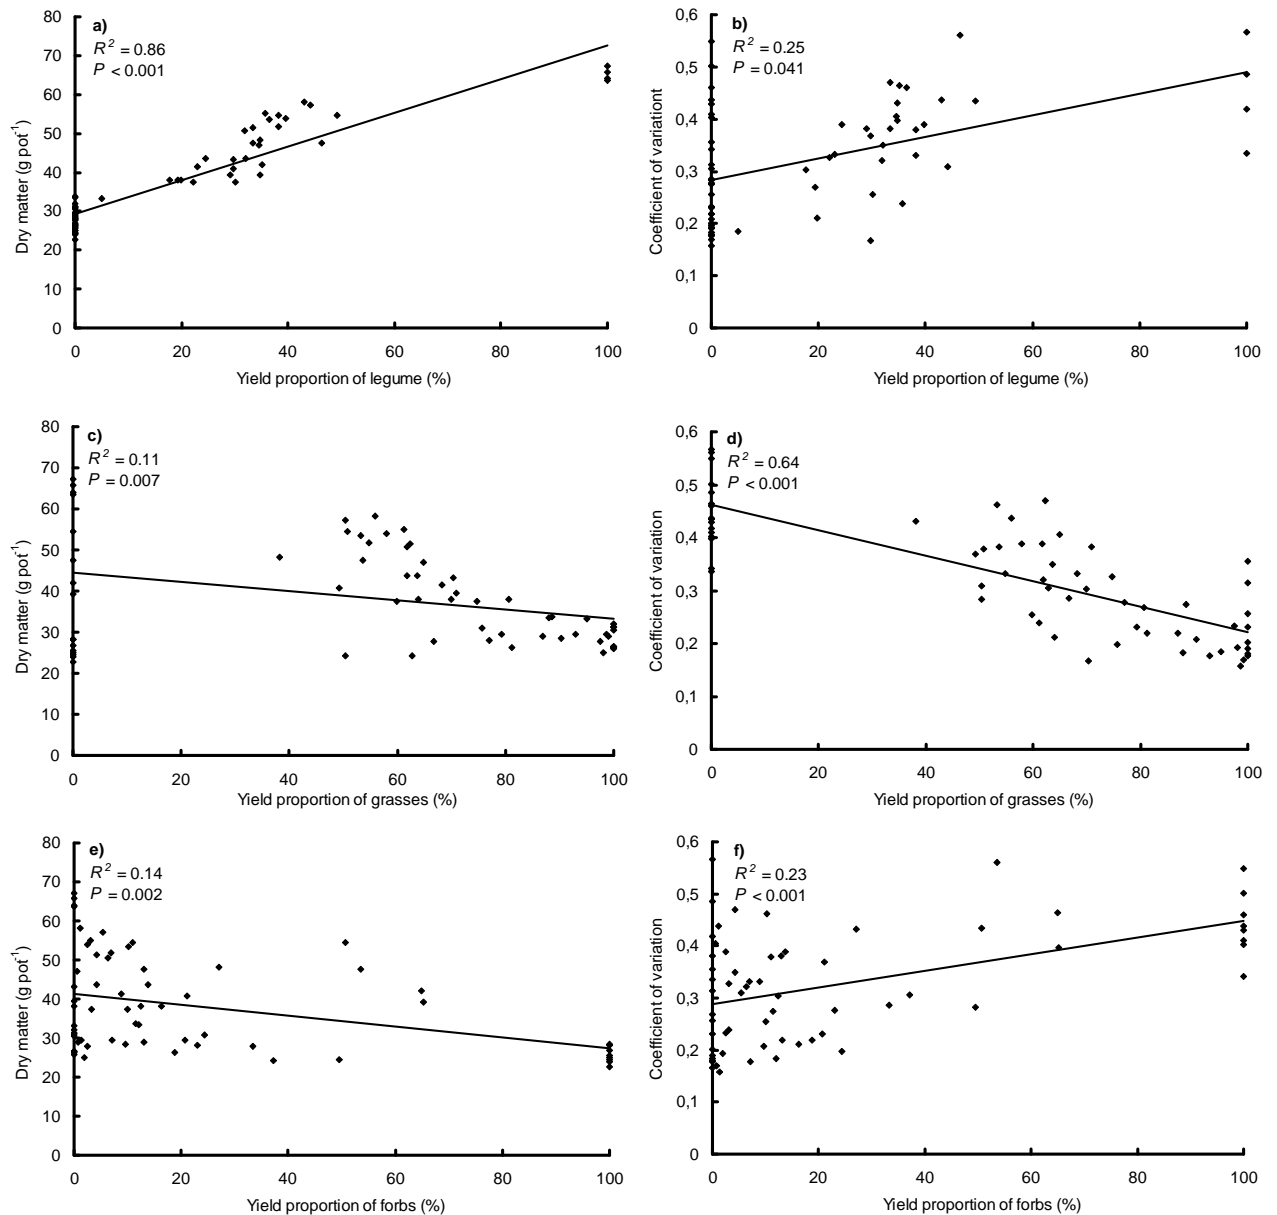 a)
R² = 0.86
P < 0.001
80
70
60
50
40
30
20
10
0
Dry matter (g pot⁻¹)
0 20 40 60 80 100
Yield proportion of legume (%)
b)
R² = 0.25
P = 0.041
0,6
0,5
0,4
0,3
0,2
0,1
0
Coefficient of variationt
0 20 40 60 80 100
Yield proportion of legume (%)
c)
R² = 0.11
P = 0.007
80
70
60
50
40
30
20
10
0
Dry matter (g pot⁻¹)
0 20 40 60 80 100
Yield proportion of grasses (%)
d)
R² = 0.64
P < 0.001
0,6
0,5
0,4
0,3
0,2
0,1
0
Coefficient of variation
0 20 40 60 80 100
Yield proportion of grasses (%)
e)
R² = 0.14
P = 0.002
80
70
60
50
40
30
20
10
0
Dry matter (g pot⁻¹)
0 20 40 60 80 100
Yield proportion of forbs (%)
f)
R² = 0.23
P < 0.001
0,6
0,5
0,4
0,3
0,2
0,1
0
Coefficient of variation
0 20 40 60 80 100
Yield proportion of forbs (%)